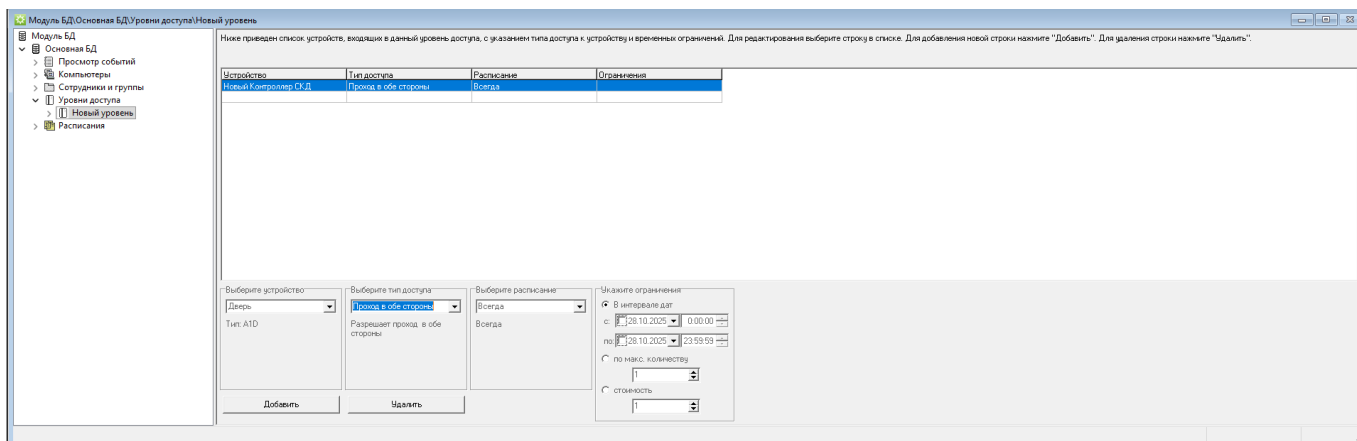 Модуль БД\Основная БД\Уровни доступа\Новый уровень
Модуль БД
Основная БД
Просмотр событий
Компьютеры
Сотрудники и группы
Уровни доступа
Новый уровень
Расписания
Ниже приведен список устройств, входящих в данный уровень доступа, с указанием типа доступа к устройству и временных ограничений. Для редактирования выберите строку в списке. Для добавления новой строки нажмите "Добавить". Для удаления строки нажмите "Удалить".
Устройство Тип доступа Расписание Ограничения
Новый Контроллер СКД Проход в обе стороны Всегда
Выберите устройство Выберите тип доступа Выберите расписание Укажите ограничения
Дверь Проход в обе стороны Всегда В интервале дат
Тип: A1D Разрешает проход в обе Всегда с: 28.10.2025 0:00:00
стороны
по: 28.10.2025 23:59:59
по макс. количеству
1
стоимость
Добавить Удалить 1